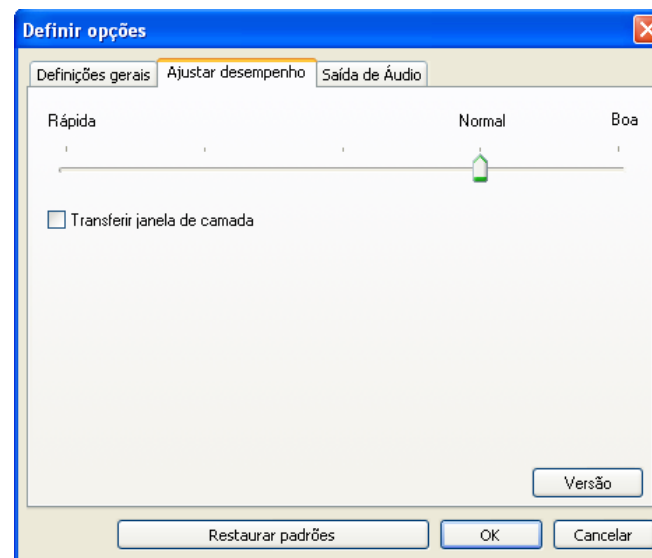 Definir opções
Definições gerais Ajustar desempenho Saída de Áudio
Rápida Normal Boa
Transferir janela de camada
Versão
Restaurar padrões OK Cancelar